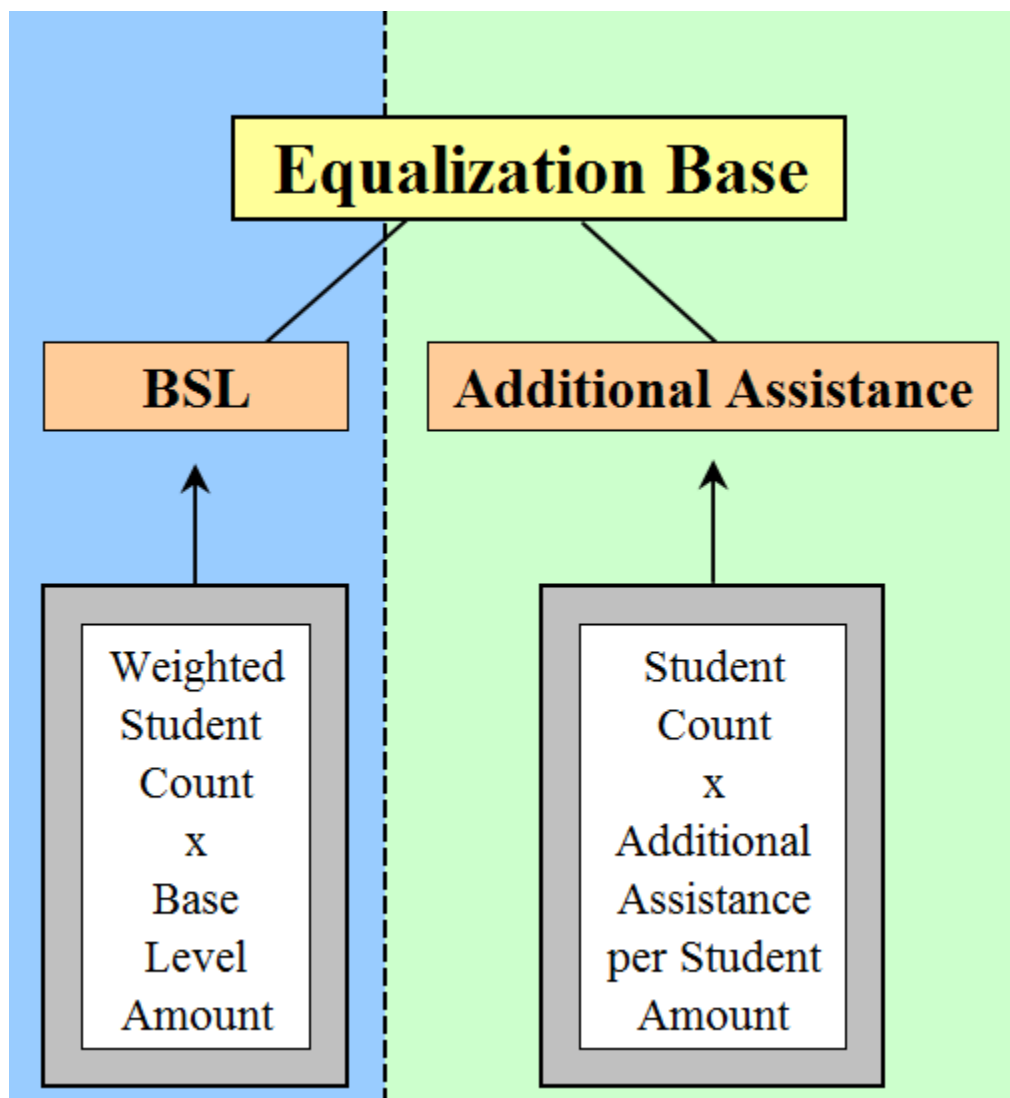 Equalization Base
BSL
Additional Assistance
Weighted
Student
Count
x
Base
Level
Amount
Student
Count
x
Additional
Assistance
per Student
Amount